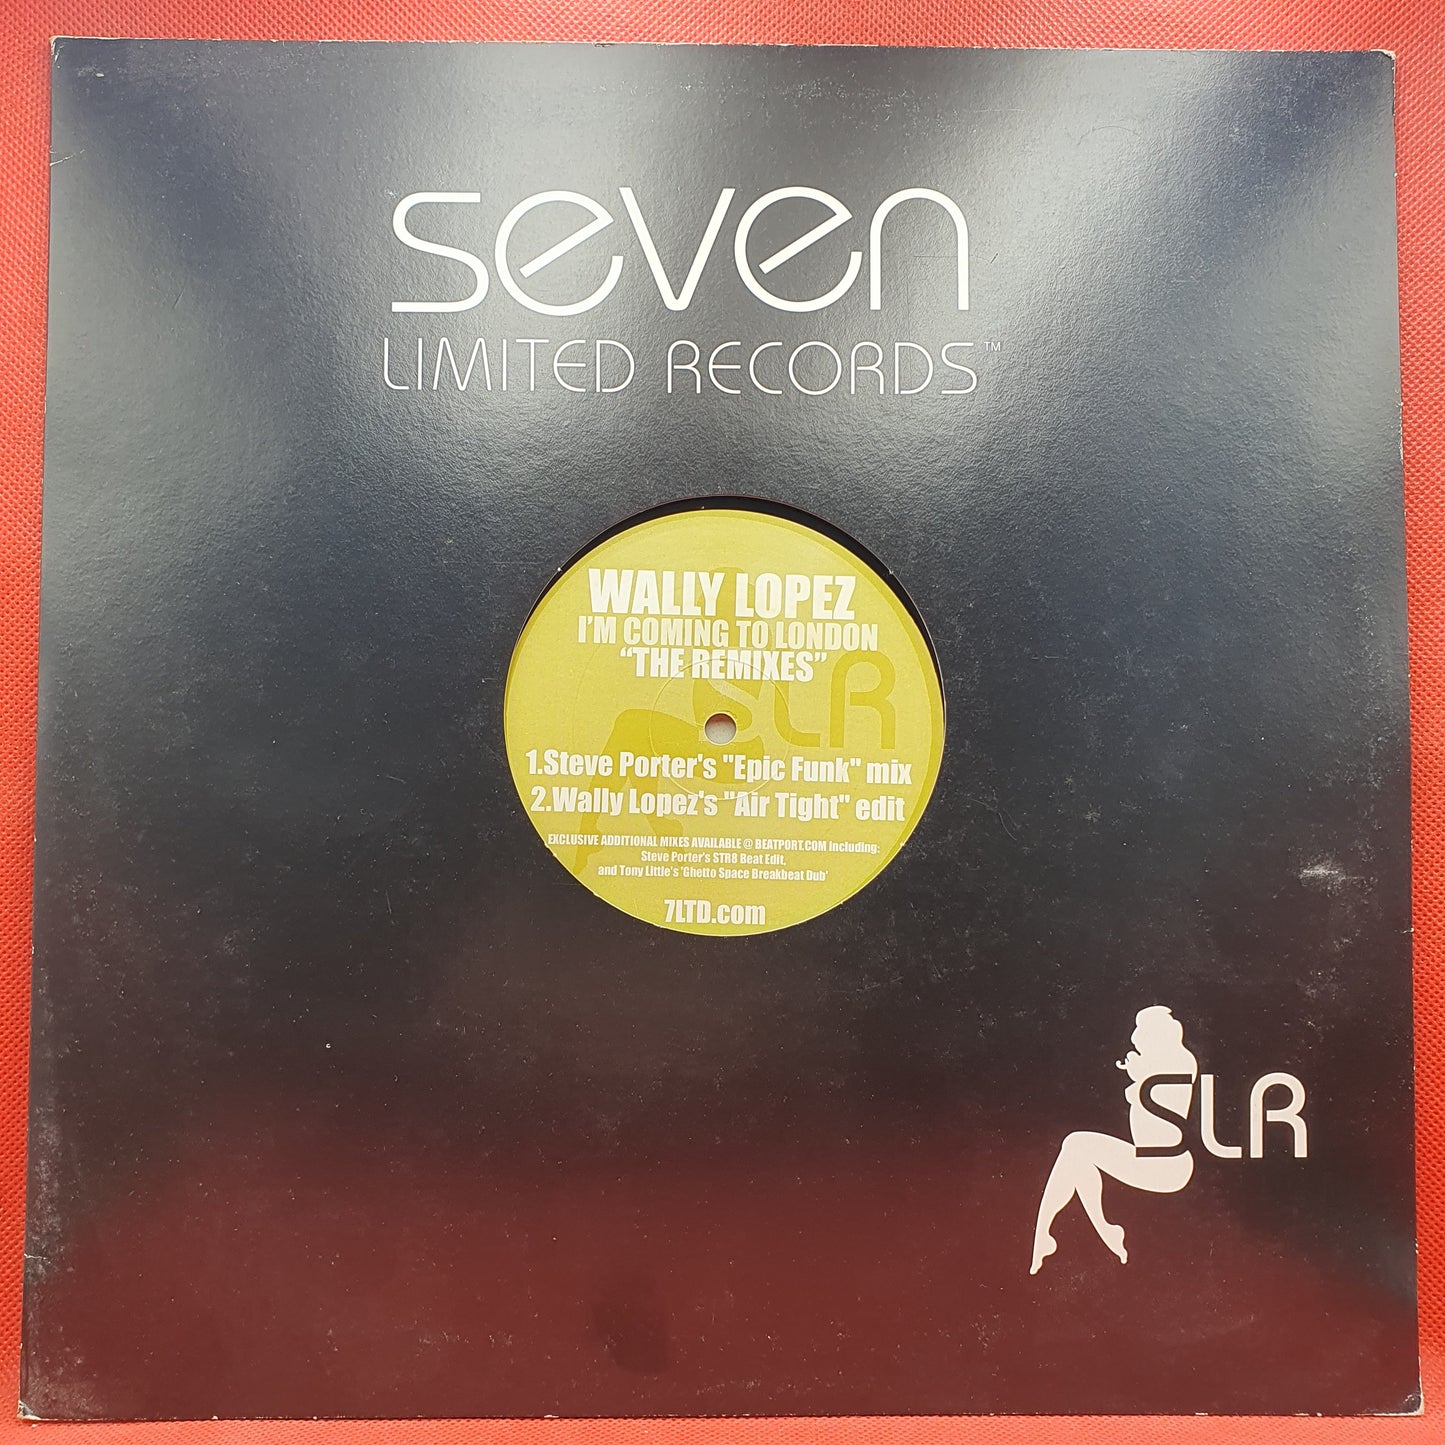 seven
LIMITED RECORDS™
WALLY LOPEZ
I'M COMING TO LONDON
"THE REMIXES"
SLR
1.Steve Porter's "Epic Funk" mix
2.Wally Lopez's "Air Tight" edit
EXCLUSIVE ADDITIONAL MIXES AVAILABLE @ BEATPORT.COM including:
Steve Porter's STR8 Beat Edit,
and Tony Little's 'Ghetto Space Breakbeat Dub'
7LTD.com
SLR